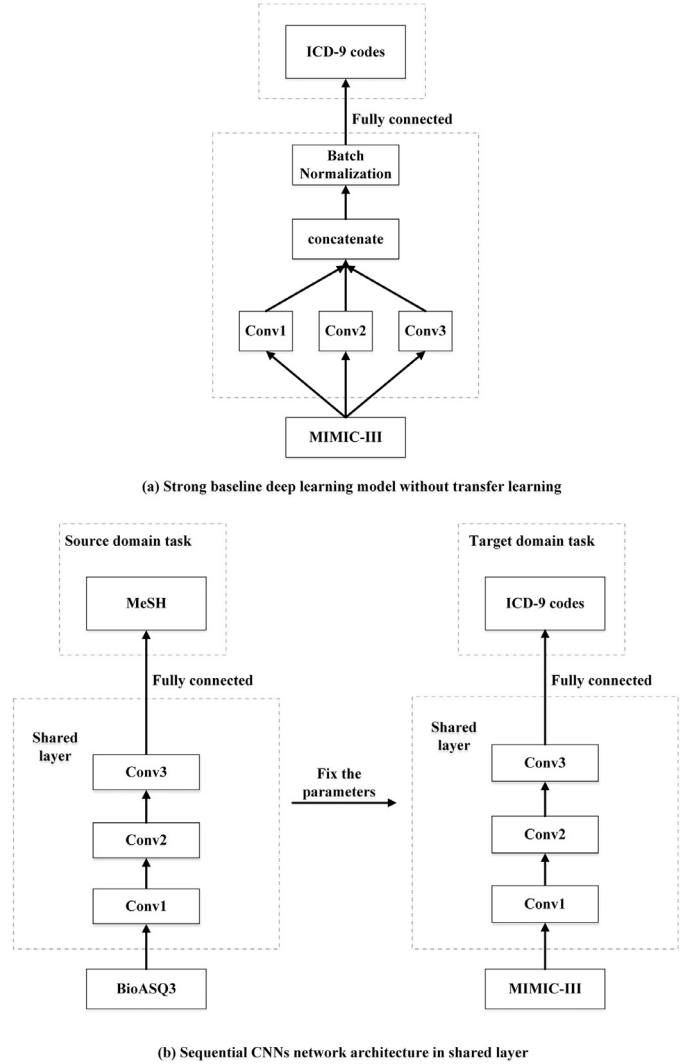 ICD-9 codes
Fully connected
Batch
Normalization
concatenate
Conv1 Conv2 Conv3
MIMIC-III
(a) Strong baseline deep learning model without transfer learning
Source domain task
MeSH
Fully connected
Shared
layer
Conv3
Conv2
Conv1
BioASQ3
Fix the
parameters
Target domain task
ICD-9 codes
Fully connected
Shared
layer
Conv3
Conv2
Conv1
MIMIC-III
(b) Sequential CNNs network architecture in shared layer